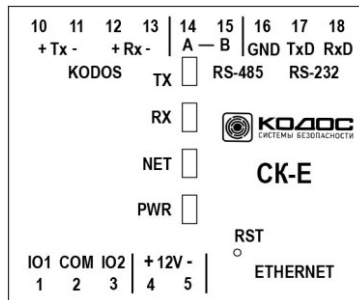 10 11 12 13 14 15 16 17 18
+ Tx - + Rx - A — B GND TxD RxD
KODOS RS-485 RS-232
TX
RX
КОДОС
СИСТЕМЫ БЕЗОПАСНОСТИ
NET
СК-Е
PWR
RST
IO1 COM IO2 + 12V -
ETHERNET
1 2 3 4 5